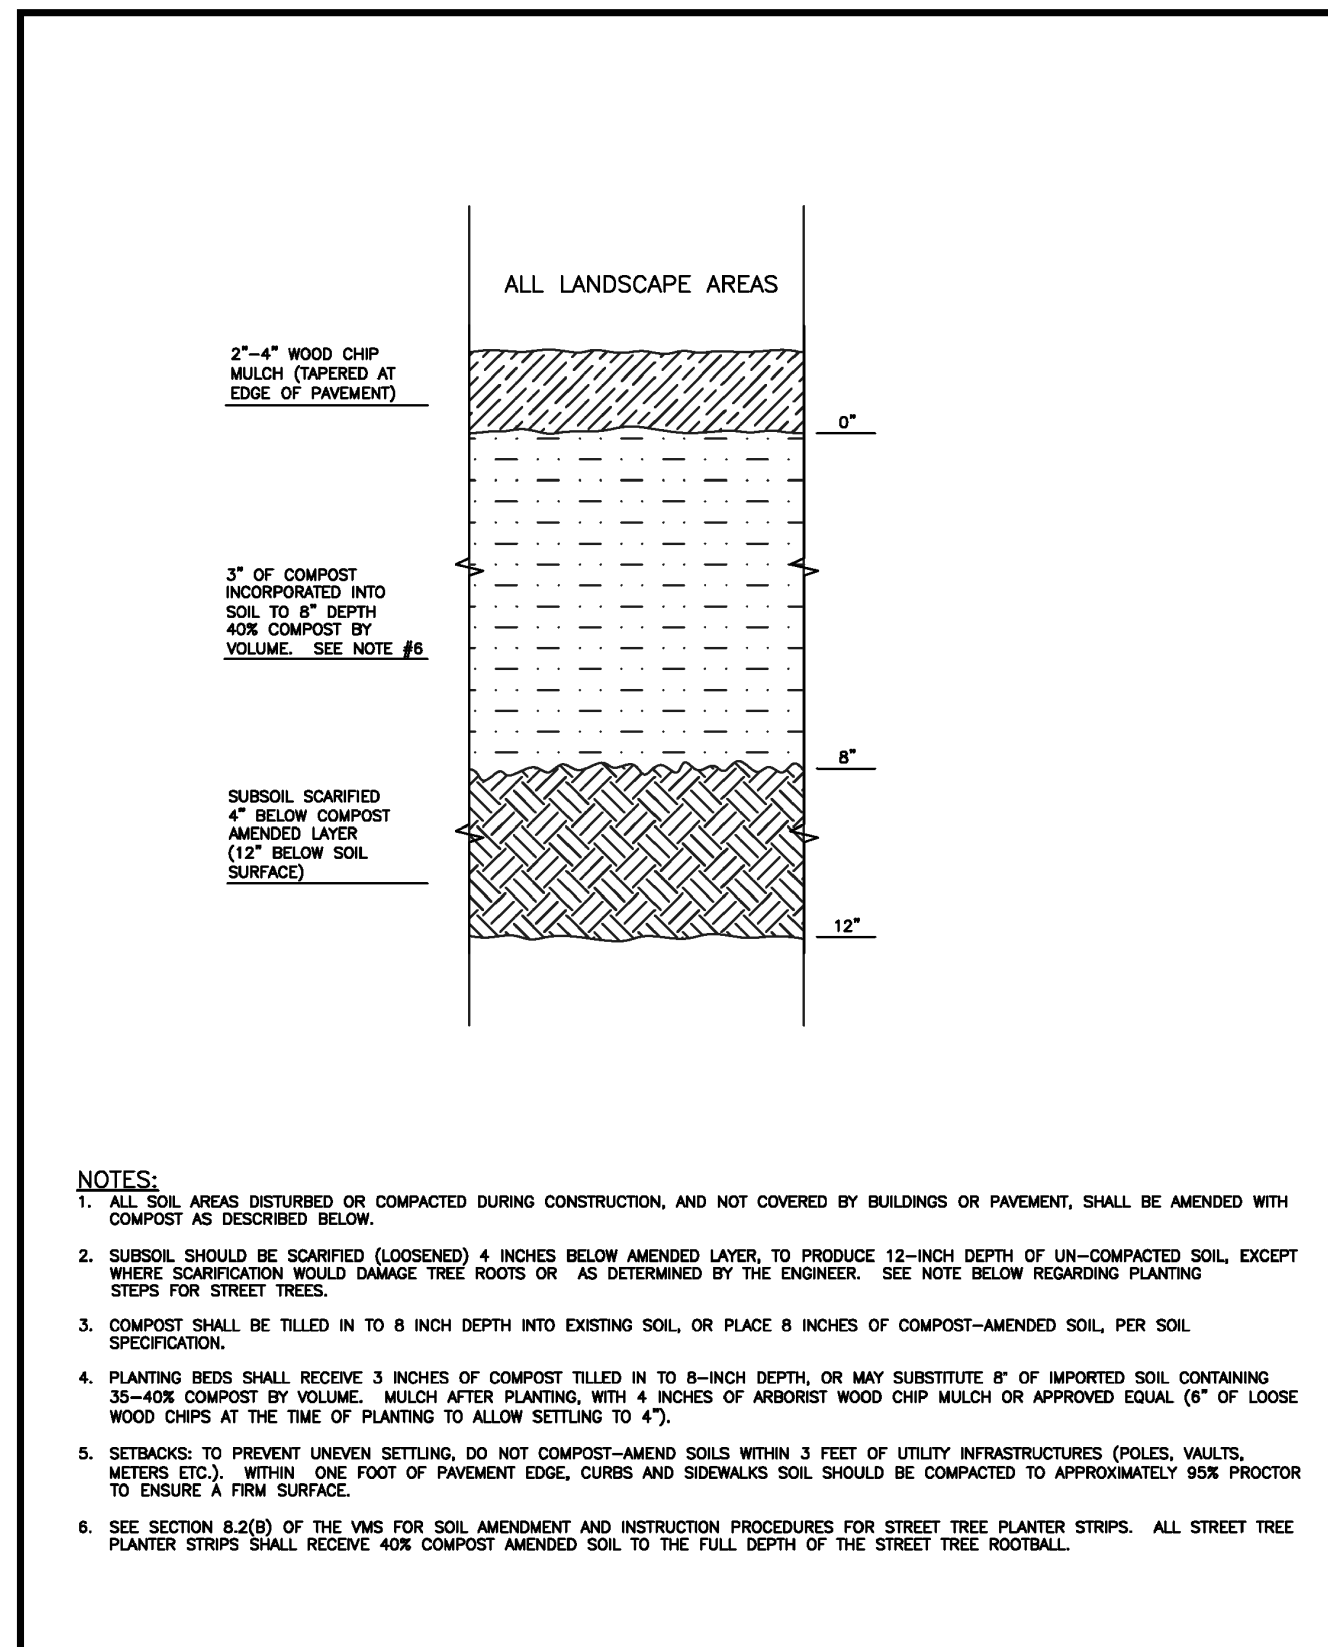 ALL LANDSCAPE AREAS
2"-4" WOOD CHIP
MULCH (TAPERED AT
EDGE OF PAVEMENT)
0"
3" OF COMPOST
INCORPORATED INTO
SOIL TO 8" DEPTH
40% COMPOST BY
VOLUME. SEE NOTE #6
8"
SUBSOIL SCARIFIED
4" BELOW COMPOST
AMENDED LAYER
(12" BELOW SOIL
SURFACE)
12"
NOTES:
1. ALL SOIL AREAS DISTURBED OR COMPACTED DURING CONSTRUCTION, AND NOT COVERED BY BUILDINGS OR PAVEMENT, SHALL BE AMENDED WITH
COMPOST AS DESCRIBED BELOW.
2. SUBSOIL SHOULD BE SCARIFIED (LOOSENED) 4 INCHES BELOW AMENDED LAYER, TO PRODUCE 12-INCH DEPTH OF UN-COMPACTED SOIL, EXCEPT
WHERE SCARIFICATION WOULD DAMAGE TREE ROOTS OR AS DETERMINED BY THE ENGINEER. SEE NOTE BELOW REGARDING PLANTING
STEPS FOR STREET TREES.
3. COMPOST SHALL BE TILLED IN TO 8 INCH DEPTH INTO EXISTING SOIL, OR PLACE 8 INCHES OF COMPOST-AMENDED SOIL, PER SOIL
SPECIFICATION.
4. PLANTING BEDS SHALL RECEIVE 3 INCHES OF COMPOST TILLED IN TO 8-INCH DEPTH, OR MAY SUBSTITUTE 8" OF IMPORTED SOIL CONTAINING
35-40% COMPOST BY VOLUME. MULCH AFTER PLANTING, WITH 4 INCHES OF ARBORIST WOOD CHIP MULCH OR APPROVED EQUAL (6" OF LOOSE
WOOD CHIPS AT THE TIME OF PLANTING TO ALLOW SETTLING TO 4").
5. SETBACKS: TO PREVENT UNEVEN SETTLING, DO NOT COMPOST-AMEND SOILS WITHIN 3 FEET OF UTILITY INFRASTRUCTURES (POLES, VAULTS,
METERS ETC.). WITHIN ONE FOOT OF PAVEMENT EDGE, CURBS AND SIDEWALKS SOIL SHOULD BE COMPACTED TO APPROXIMATELY 95% PROCTOR
TO ENSURE A FIRM SURFACE.
6. SEE SECTION 8.2(B) OF THE VMS FOR SOIL AMENDMENT AND INSTRUCTION PROCEDURES FOR STREET TREE PLANTER STRIPS. ALL STREET TREE
PLANTER STRIPS SHALL RECEIVE 40% COMPOST AMENDED SOIL TO THE FULL DEPTH OF THE STREET TREE ROOTBALL.